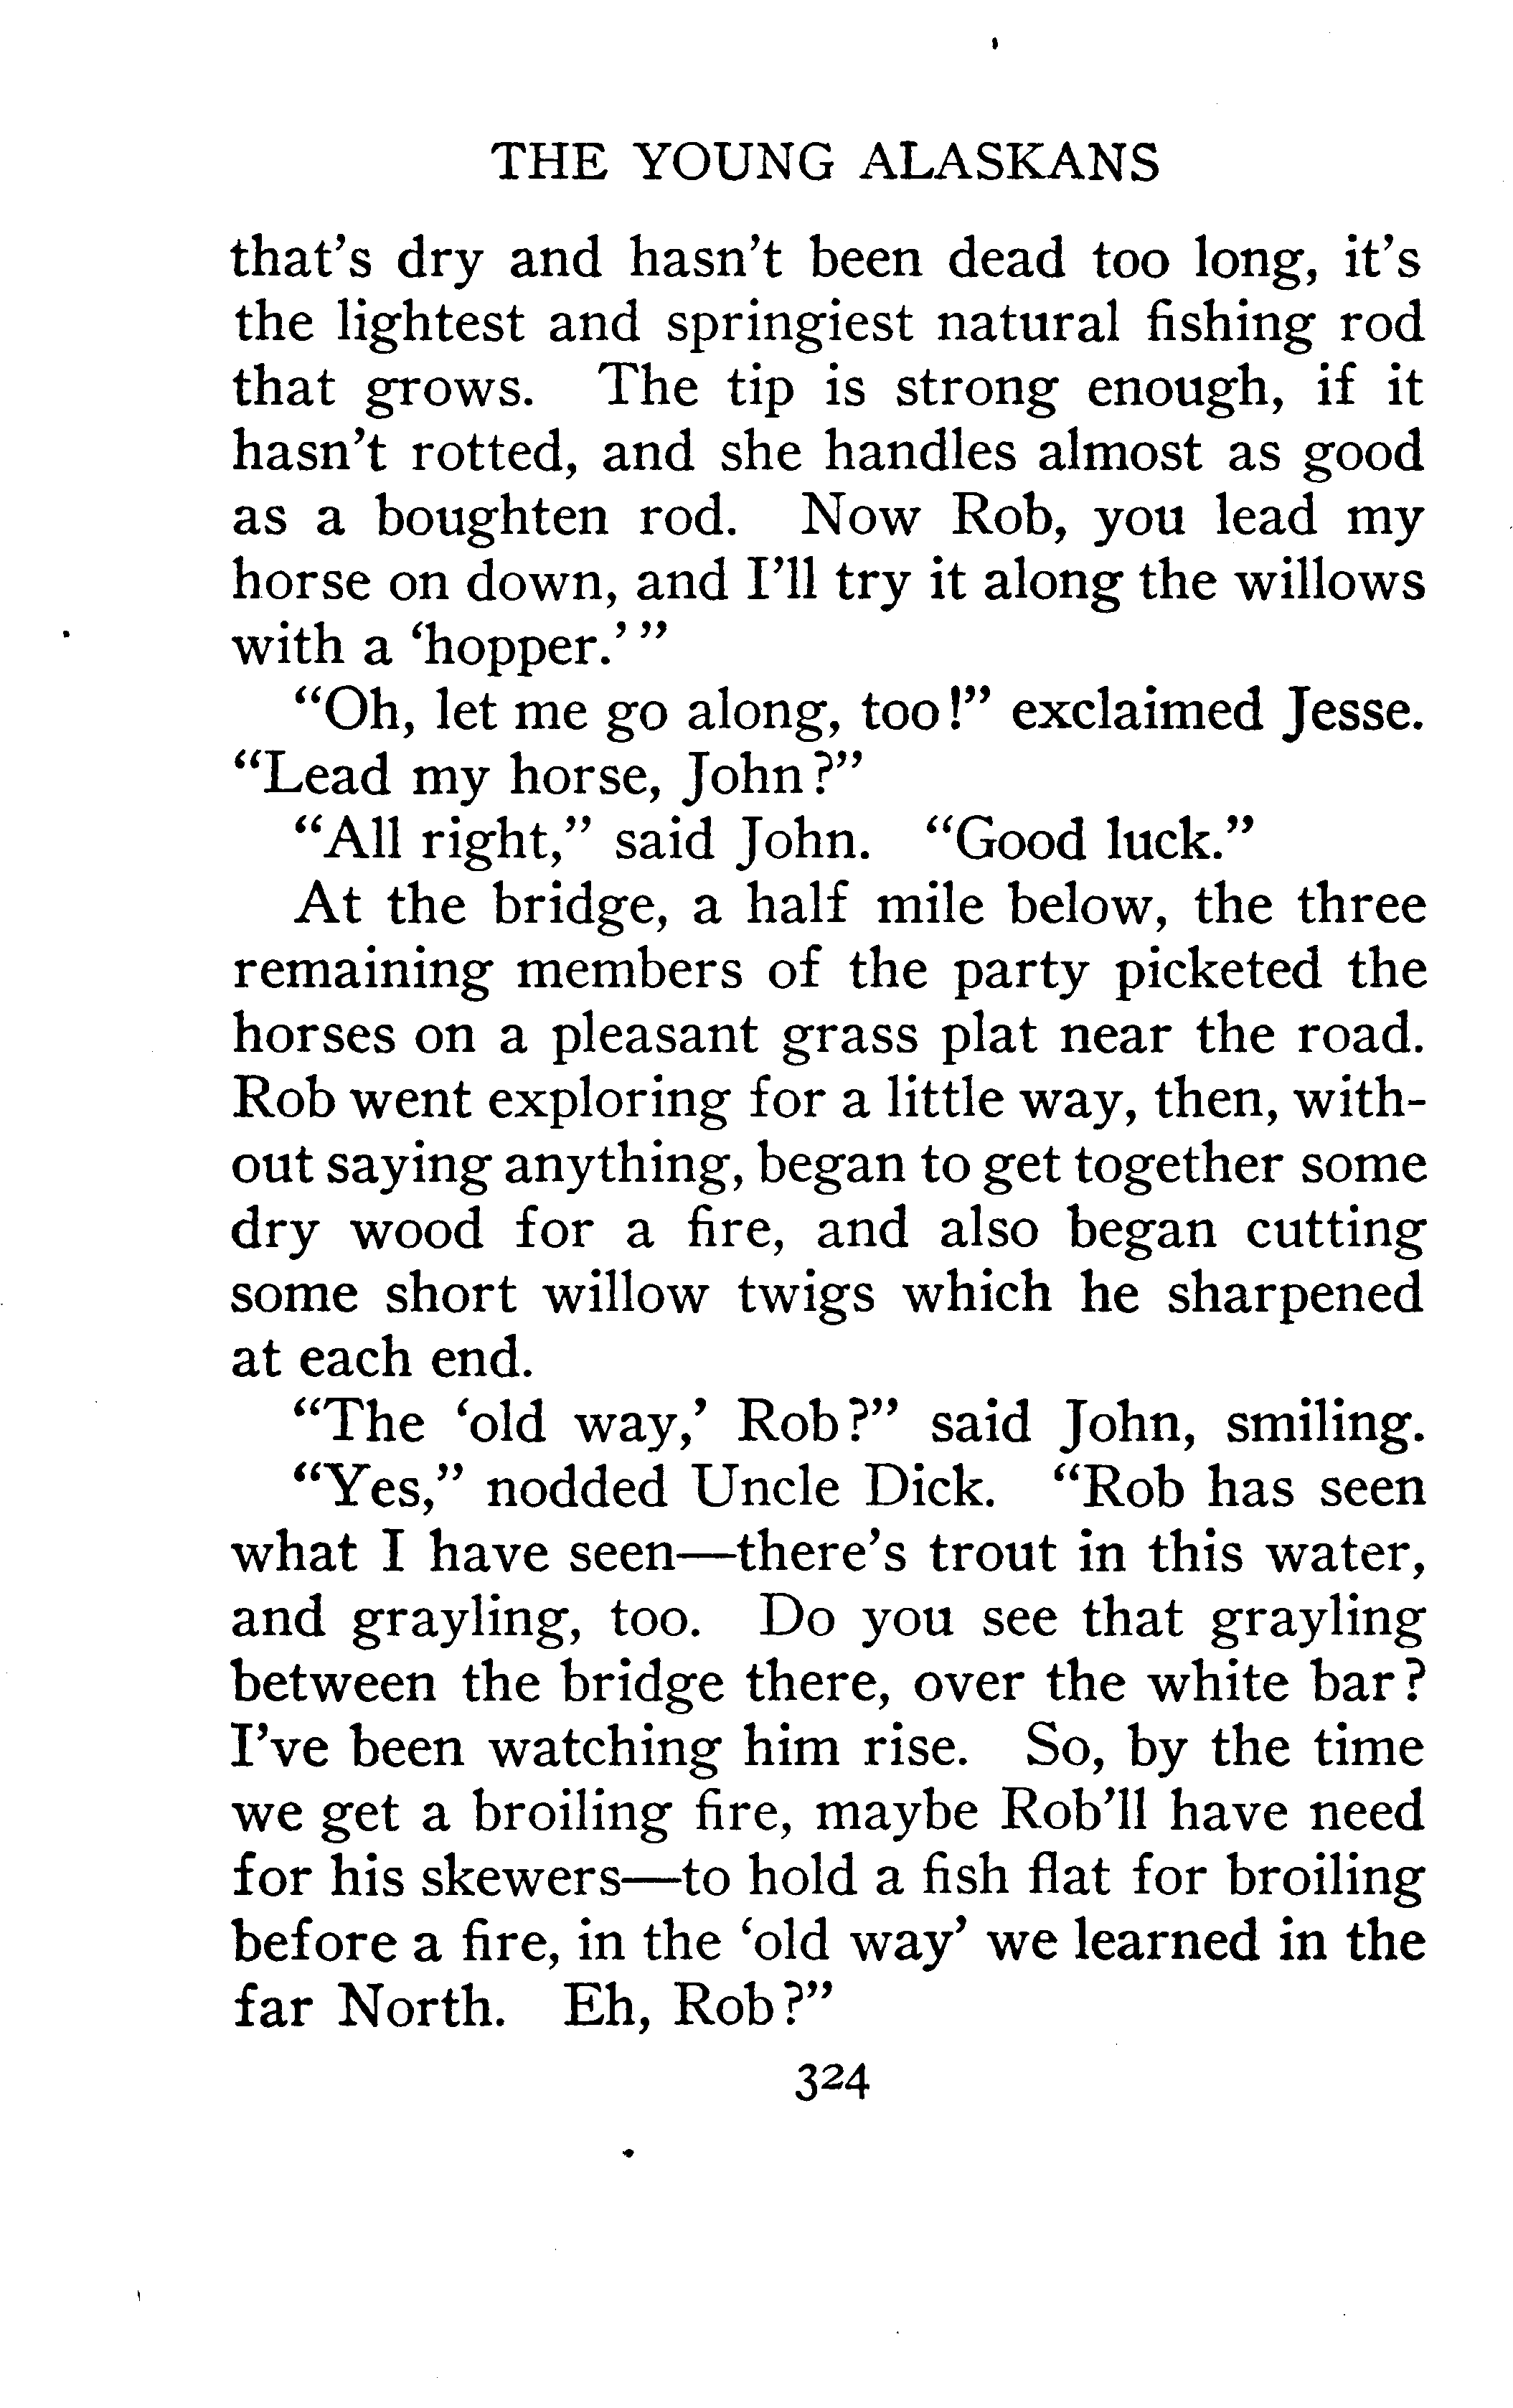 THE YOUNG ALASKANS
that's dry and hasn't been dead too long, it's
the lightest and springiest natural fishing rod
that grows. The tip is strong enough, if it
hasn't rotted, and she handles almost as good
as a boughten rod. Now Rob, you lead my
horse on down, and I'll try it along the willows
with a ‘hopper.’”
“Oh, let me go along, too!” exclaimed Jesse.
“Lead my horse, John?”
“All right,” said John. “Good luck.”
At the bridge, a half mile below, the three
remaining members of the party picketed the
horses on a pleasant grass plat near the road.
Rob went exploring for a little way, then, with-
out saying anything, began to get together some
dry wood for a fire, and also began cutting
some short willow twigs which he sharpened
at each end.
“The ‘old way,’ Rob?” said John, smiling.
“Yes,” nodded Uncle Dick. “Rob has seen
what I have seen—there's trout in this water,
and grayling, too. Do you see that grayling
between the bridge there, over the white bar?
I've been watching him rise. So, by the time
we get a broiling fire, maybe Rob'll have need
for his skewers—to hold a fish flat for broiling
before a fire, in the ‘old way’ we learned in the
far North. Eh, Rob?”
324